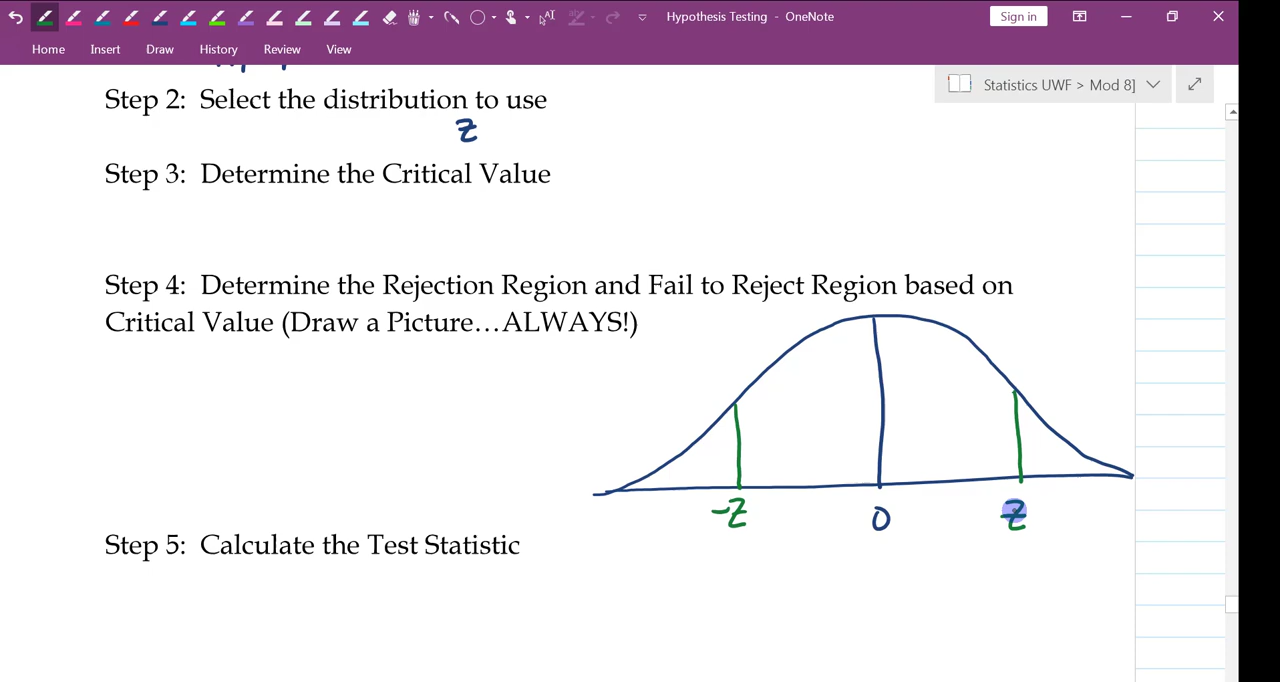 Hypothesis Testing - OneNote
Sign in
Home Insert Draw History Review View
Statistics UWF > Mod 8]
Step 2: Select the distribution to use
z
Step 3: Determine the Critical Value
Step 4: Determine the Rejection Region and Fail to Reject Region based on
Critical Value (Draw a Picture…ALWAYS!)
-z 0 z
Step 5: Calculate the Test Statistic